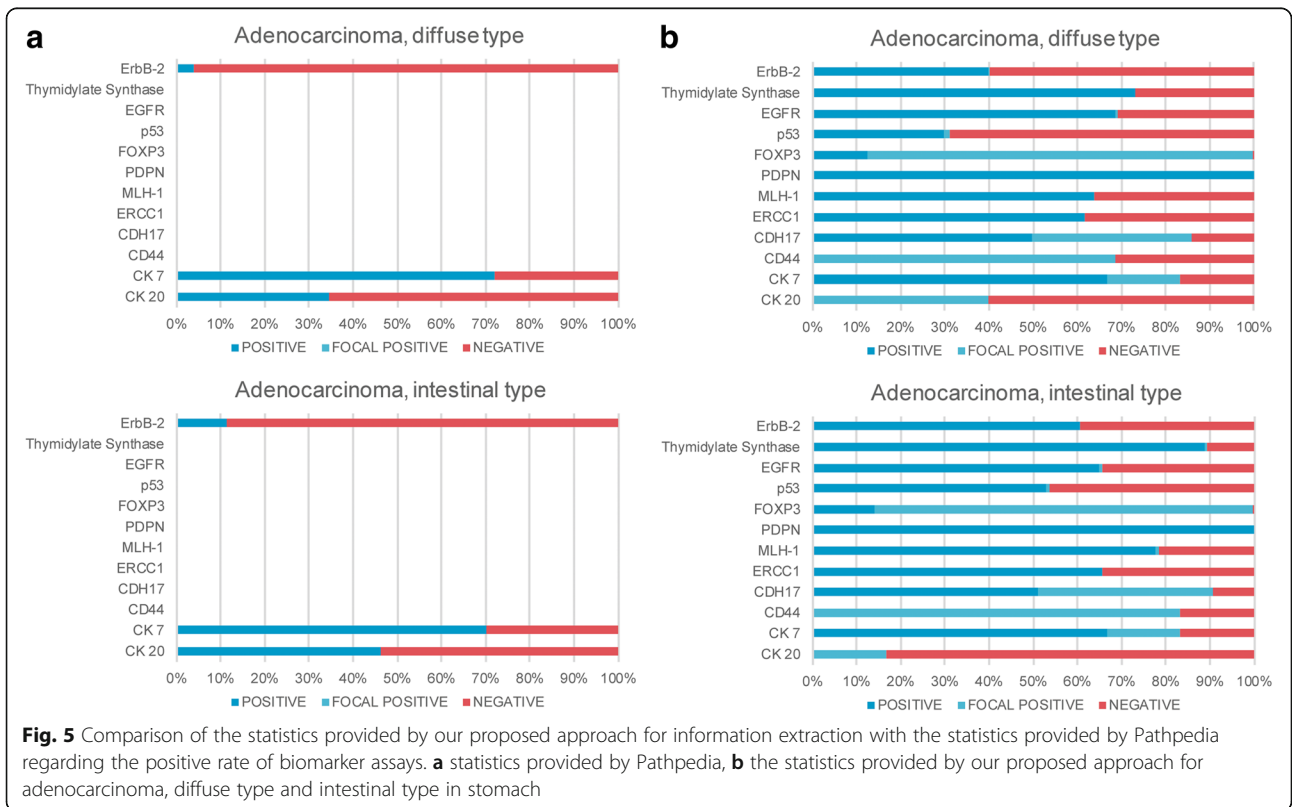 a
Adenocarcinoma, diffuse type
ErbB-2
Thymidylate Synthase
EGFR
p53
FOXP3
PDPN
MLH-1
ERCC1
CDH17
CD44
CK 7
CK 20
0% 10% 20% 30% 40% 50% 60% 70% 80% 90% 100%
POSITIVE FOCAL POSITIVE NEGATIVE
Adenocarcinoma, intestinal type
ErbB-2
Thymidylate Synthase
EGFR
p53
FOXP3
PDPN
MLH-1
ERCC1
CDH17
CD44
CK 7
CK 20
0% 10% 20% 30% 40% 50% 60% 70% 80% 90% 100%
POSITIVE FOCAL POSITIVE NEGATIVE
b
Adenocarcinoma, diffuse type
ErbB-2
Thymidylate Synthase
EGFR
p53
FOXP3
PDPN
MLH-1
ERCC1
CDH17
CD44
CK 7
CK 20
0% 10% 20% 30% 40% 50% 60% 70% 80% 90% 100%
POSITIVE FOCAL POSITIVE NEGATIVE
Adenocarcinoma, intestinal type
ErbB-2
Thymidylate Synthase
EGFR
p53
FOXP3
PDPN
MLH-1
ERCC1
CDH17
CD44
CK 7
CK 20
0% 10% 20% 30% 40% 50% 60% 70% 80% 90% 100%
POSITIVE FOCAL POSITIVE NEGATIVE
Fig. 5 Comparison of the statistics provided by our proposed approach for information extraction with the statistics provided by Pathpedia
regarding the positive rate of biomarker assays. a statistics provided by Pathpedia, b the statistics provided by our proposed approach for
adenocarcinoma, diffuse type and intestinal type in stomach